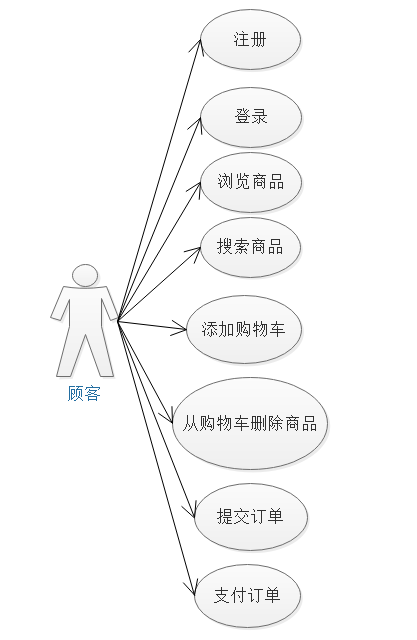 注册
登录
浏览商品
搜索商品
添加购物车
从购物车删除商品
提交订单
支付订单
顾客